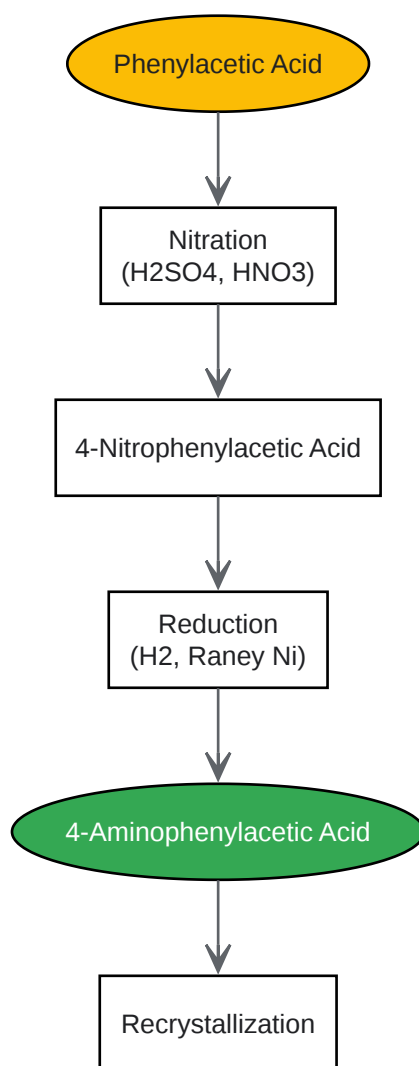 Phenylacetic Acid
Nitration
(H2SO4, HNO3)
4-Nitrophenylacetic Acid
Reduction
(H2, Raney Ni)
4-Aminophenylacetic Acid
Recrystallization